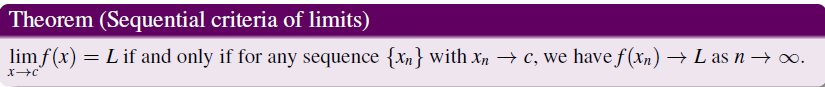 Theorem (Sequential criteria of limits)
lim f(x) = L if and only if for any sequence {xₙ} with xₙ → c, we have f(xₙ) → L as n → ∞.
x→c